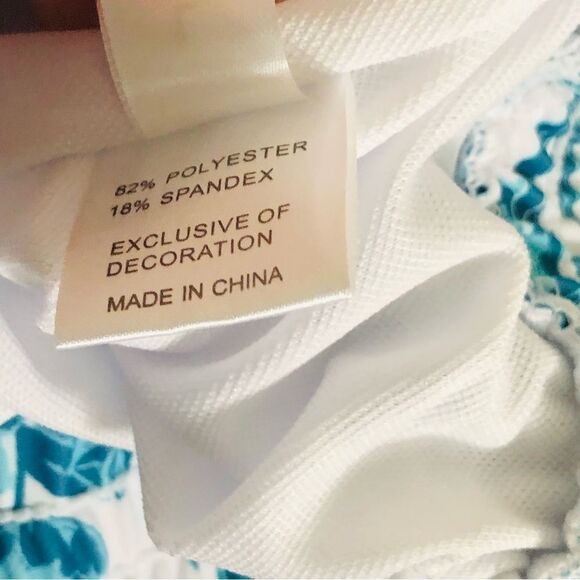 82% POLYESTER
18% SPANDEX
EXCLUSIVE OF
DECORATION
MADE IN CHINA